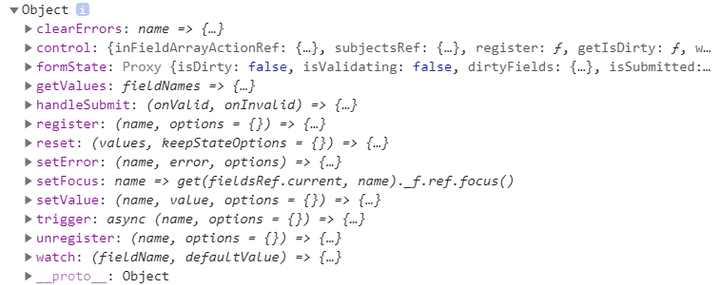 Object i
clearErrors: name => {…}
control: {inFieldArrayActionRef: {…}, subjectsRef: {…}, register: ƒ, getIsDirty: ƒ, w…
formState: Proxy {isDirty: false, isValidating: false, dirtyFields: {…}, isSubmitted:…
getValues: fieldNames => {…}
handleSubmit: (onValid, onInvalid) => {…}
register: (name, options = {}) => {…}
reset: (values, keepStateOptions = {}) => {…}
setError: (name, error, options) => {…}
setFocus: name => get(fieldsRef.current, name)._f.ref.focus()
setValue: (name, value, options = {}) => {…}
trigger: async (name, options = {}) => {…}
unregister: (name, options = {}) => {…}
watch: (fieldName, defaultValue) => {…}
__proto__: Object